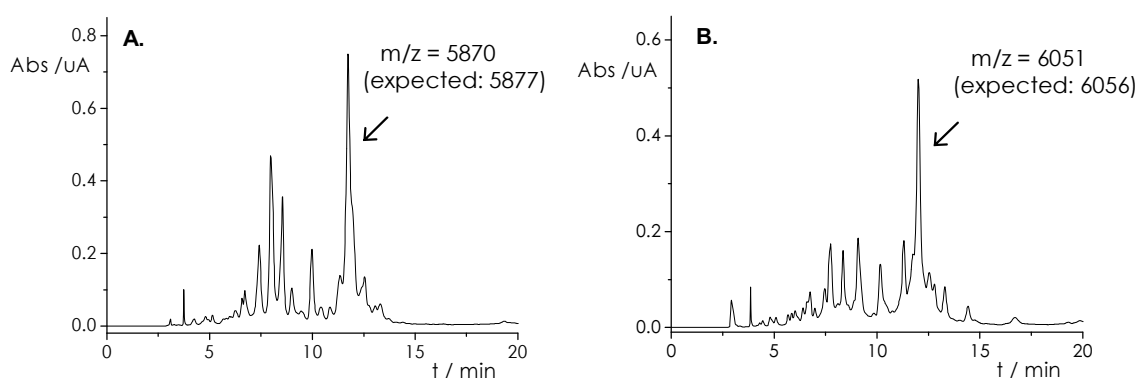 A.
m/z = 5870
(expected: 5877)
Abs /uA
0.8
0.6
0.4
0.2
0.0
0 5 10 15 20
t / min
B.
m/z = 6051
(expected: 6056)
Abs /uA
0.6
0.4
0.2
0.0
0 5 10 15 20
t / min